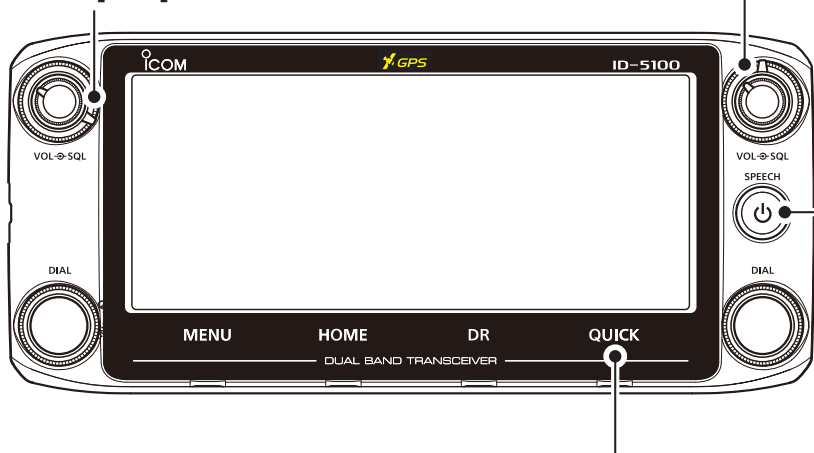 ICOM GPS ID-5100
VOL SQL VOL SQL
SPEECH
DIAL DIAL
MENU HOME DR QUICK
DUAL BAND TRANSCEIVER